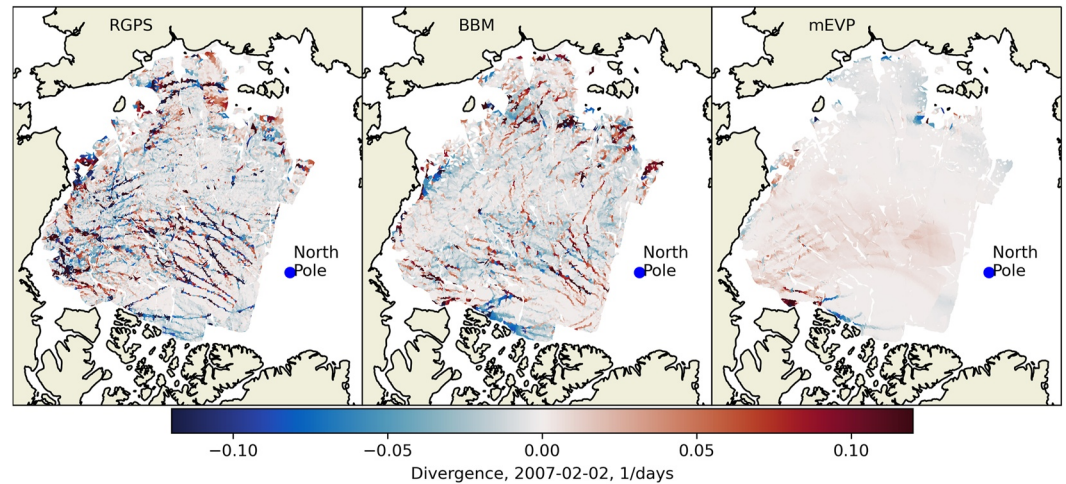 RGPS
BBM
mEVP
North
Pole
North
Pole
North
Pole
−0.10
−0.05
0.00
0.05
0.10
Divergence, 2007-02-02, 1/days